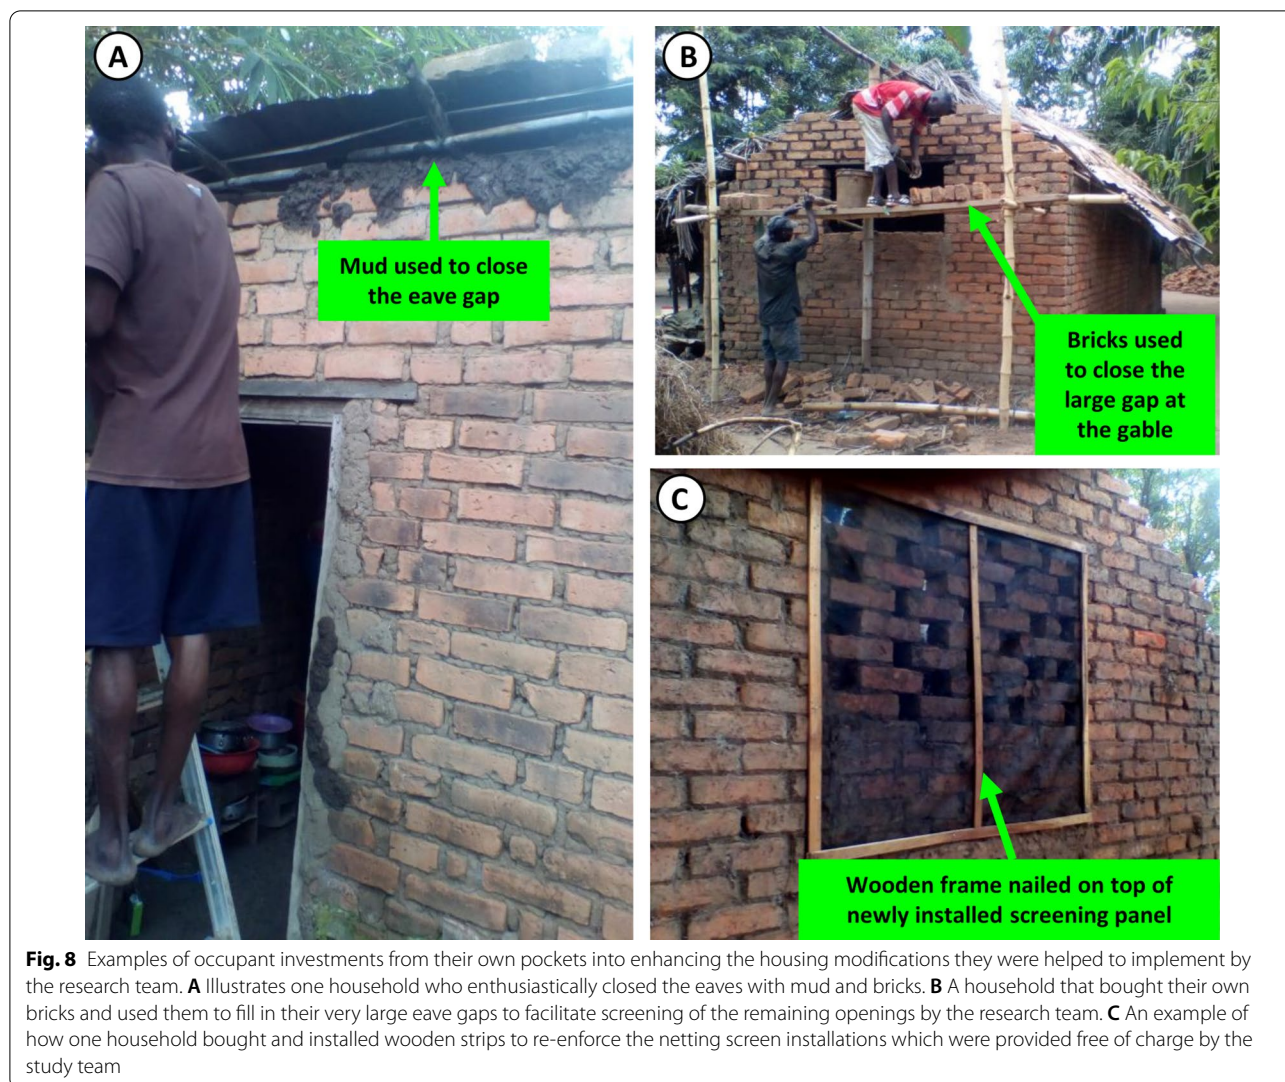 A
Mud used to close
the eave gap
B
Bricks used
to close the
large gap at
the gable
C
Wooden frame nailed on top of
newly installed screening panel
Fig. 8 Examples of occupant investments from their own pockets into enhancing the housing modifications they were helped to implement by
the research team. A Illustrates one household who enthusiastically closed the eaves with mud and bricks. B A household that bought their own
bricks and used them to fill in their very large eave gaps to facilitate screening of the remaining openings by the research team. C An example of
how one household bought and installed wooden strips to re-enforce the netting screen installations which were provided free of charge by the
study team